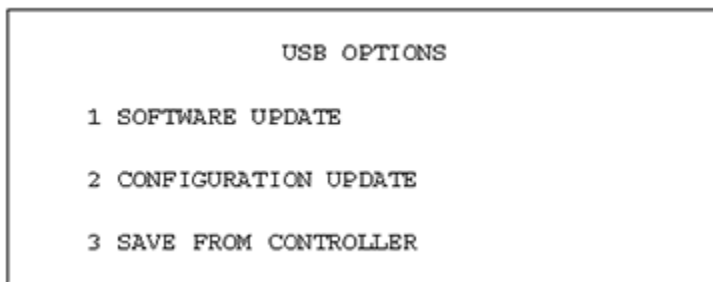 USB OPTIONS
1 SOFTWARE UPDATE
2 CONFIGURATION UPDATE
3 SAVE FROM CONTROLLER